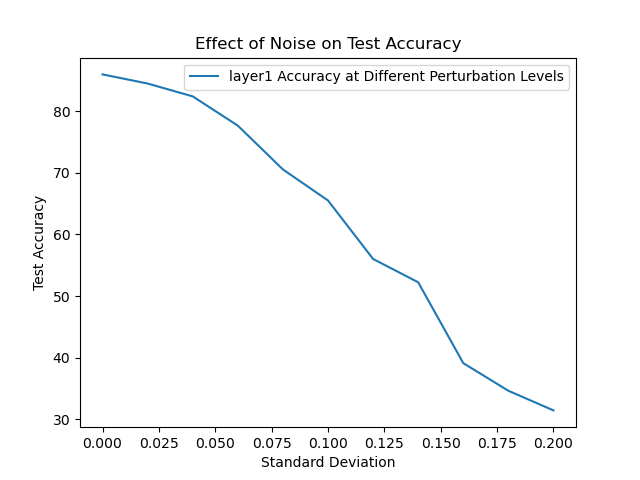 Effect of Noise on Test Accuracy
layer1 Accuracy at Different Perturbation Levels
Test Accuracy
80
70
60
50
40
30
0.000 0.025 0.050 0.075 0.100 0.125 0.150 0.175 0.200
Standard Deviation